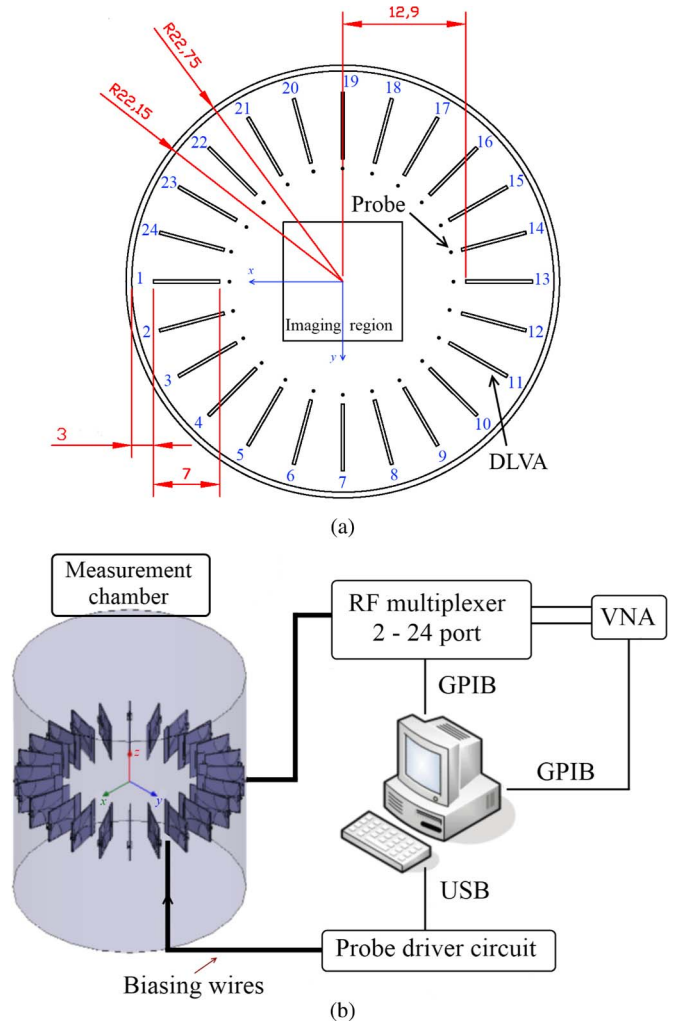 12,9
R22,75
R22,15
19
20
18
21
17
22
16
23
15
Probe
24
14
1
x
13
Imaging region
y
2
12
3
11
4
10
3
5
9
6
8
7
DLVA
7
(a)
Measurement
chamber
RF multiplexer
2 - 24 port
VNA
GPIB
z
GPIB
x
y
USB
Probe driver circuit
Biasing wires
(b)